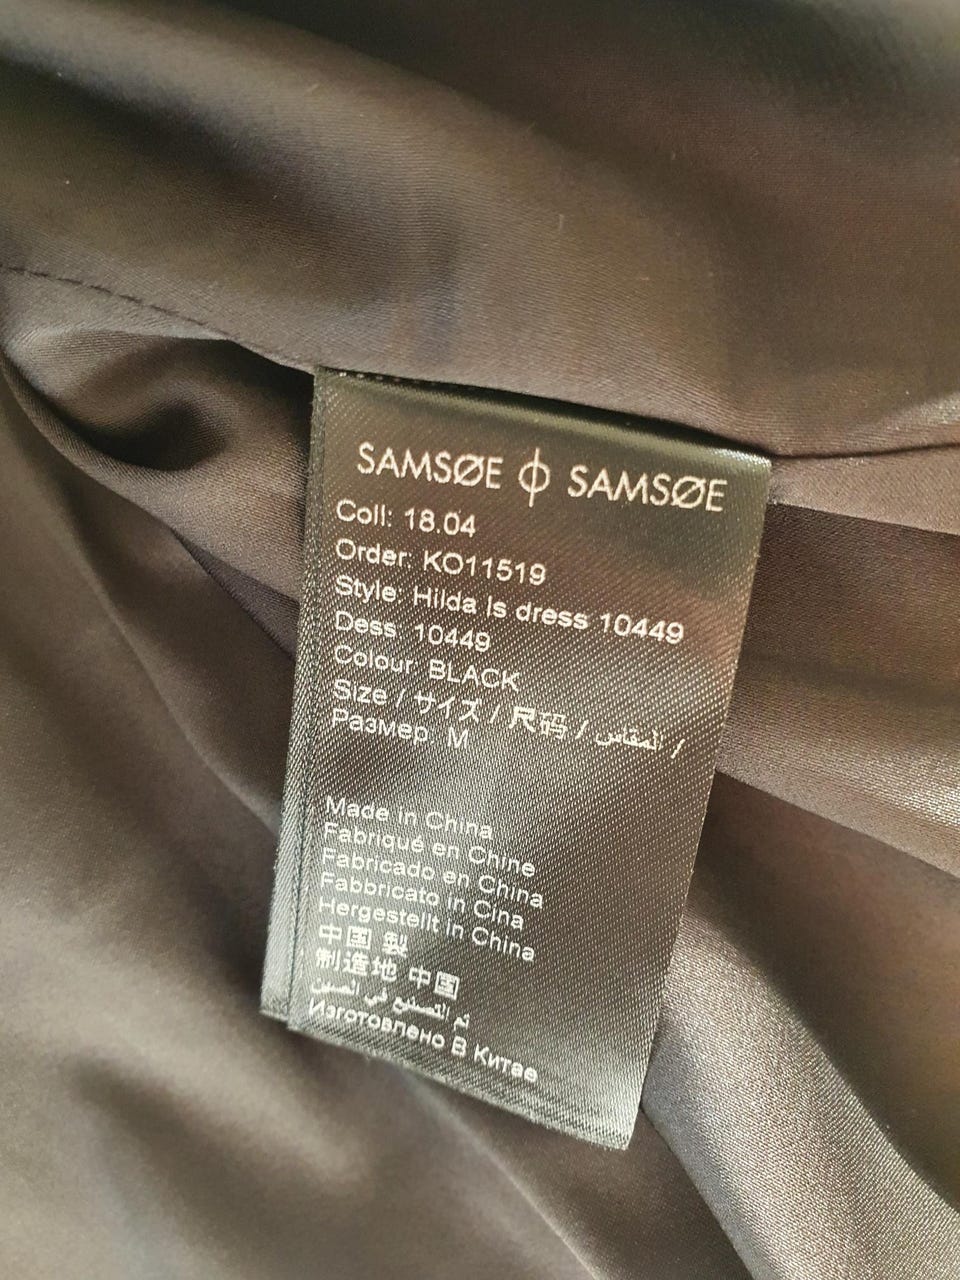 SAMSØE ϕ SAMSØE
Coll: 18.04
Order: KO11519
Style: Hilda ls dress 10449
Dess: 10449
Colour: BLACK
Size / サイズ / 尺码 / المقاس /
Размер: M
Made in China
Fabriqué en Chine
Fabricado en China
Fabbricato in Cina
Hergestellt in China
中国 製
制造地 中国
تم التصنيع في الصين
Изготовлено В Китае